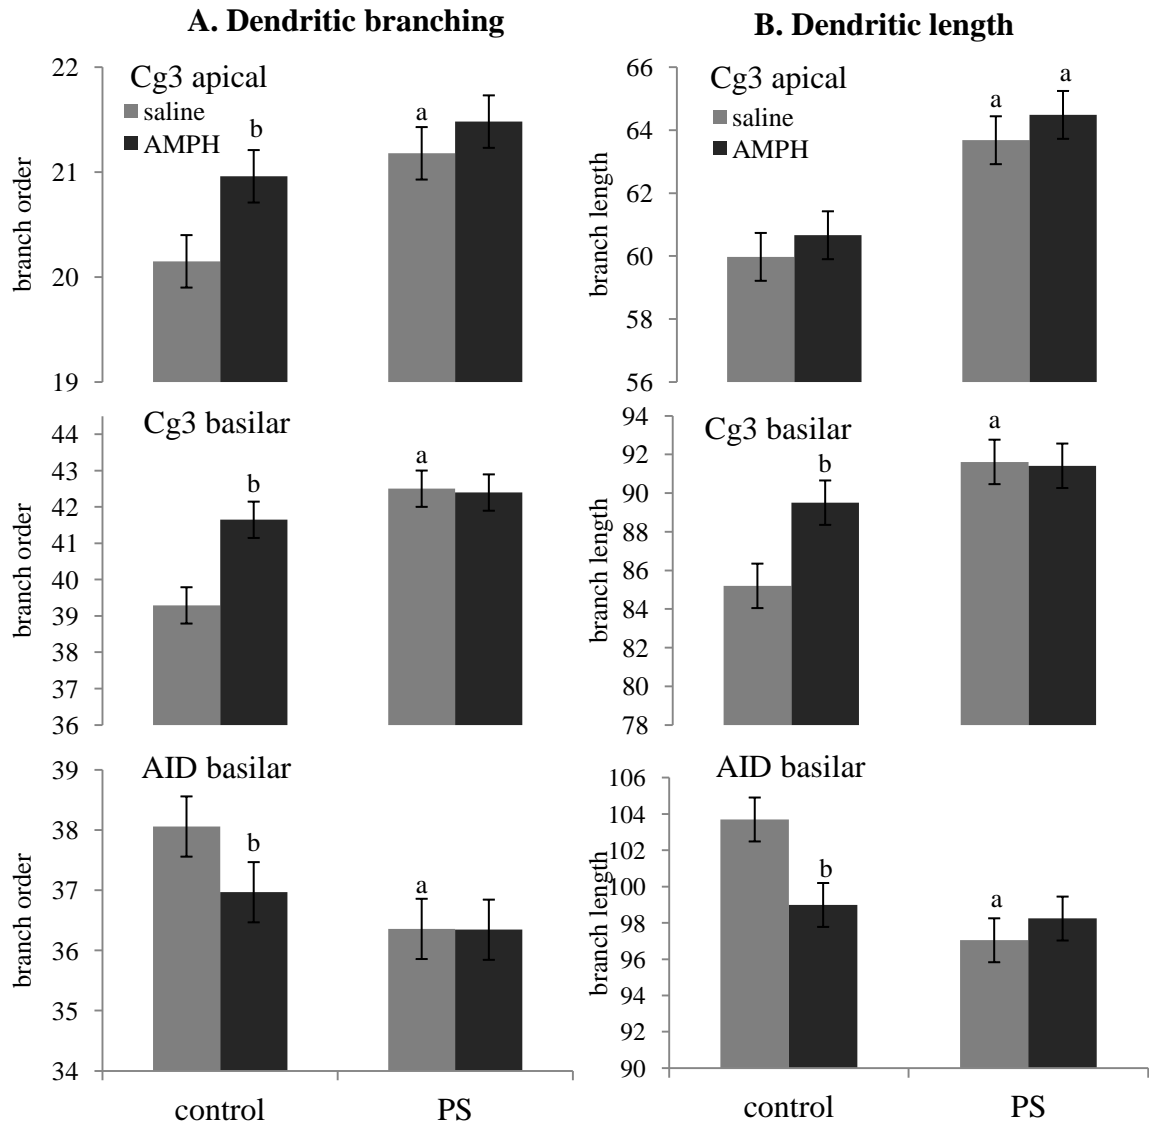 A. Dendritic branching
B. Dendritic length
Cg3 apical
saline
AMPH
branch order
22
21
20
19
b
a
Cg3 apical
saline
AMPH
branch length
66
64
62
60
58
56
a
a
Cg3 basilar
branch order
44
43
42
41
40
39
38
37
36
b
a
Cg3 basilar
branch length
94
92
90
88
86
84
82
80
78
b
a
AID basilar
branch order
39
38
37
36
35
34
b
a
control
PS
AID basilar
branch length
106
104
102
100
98
96
94
92
90
b
a
control
PS